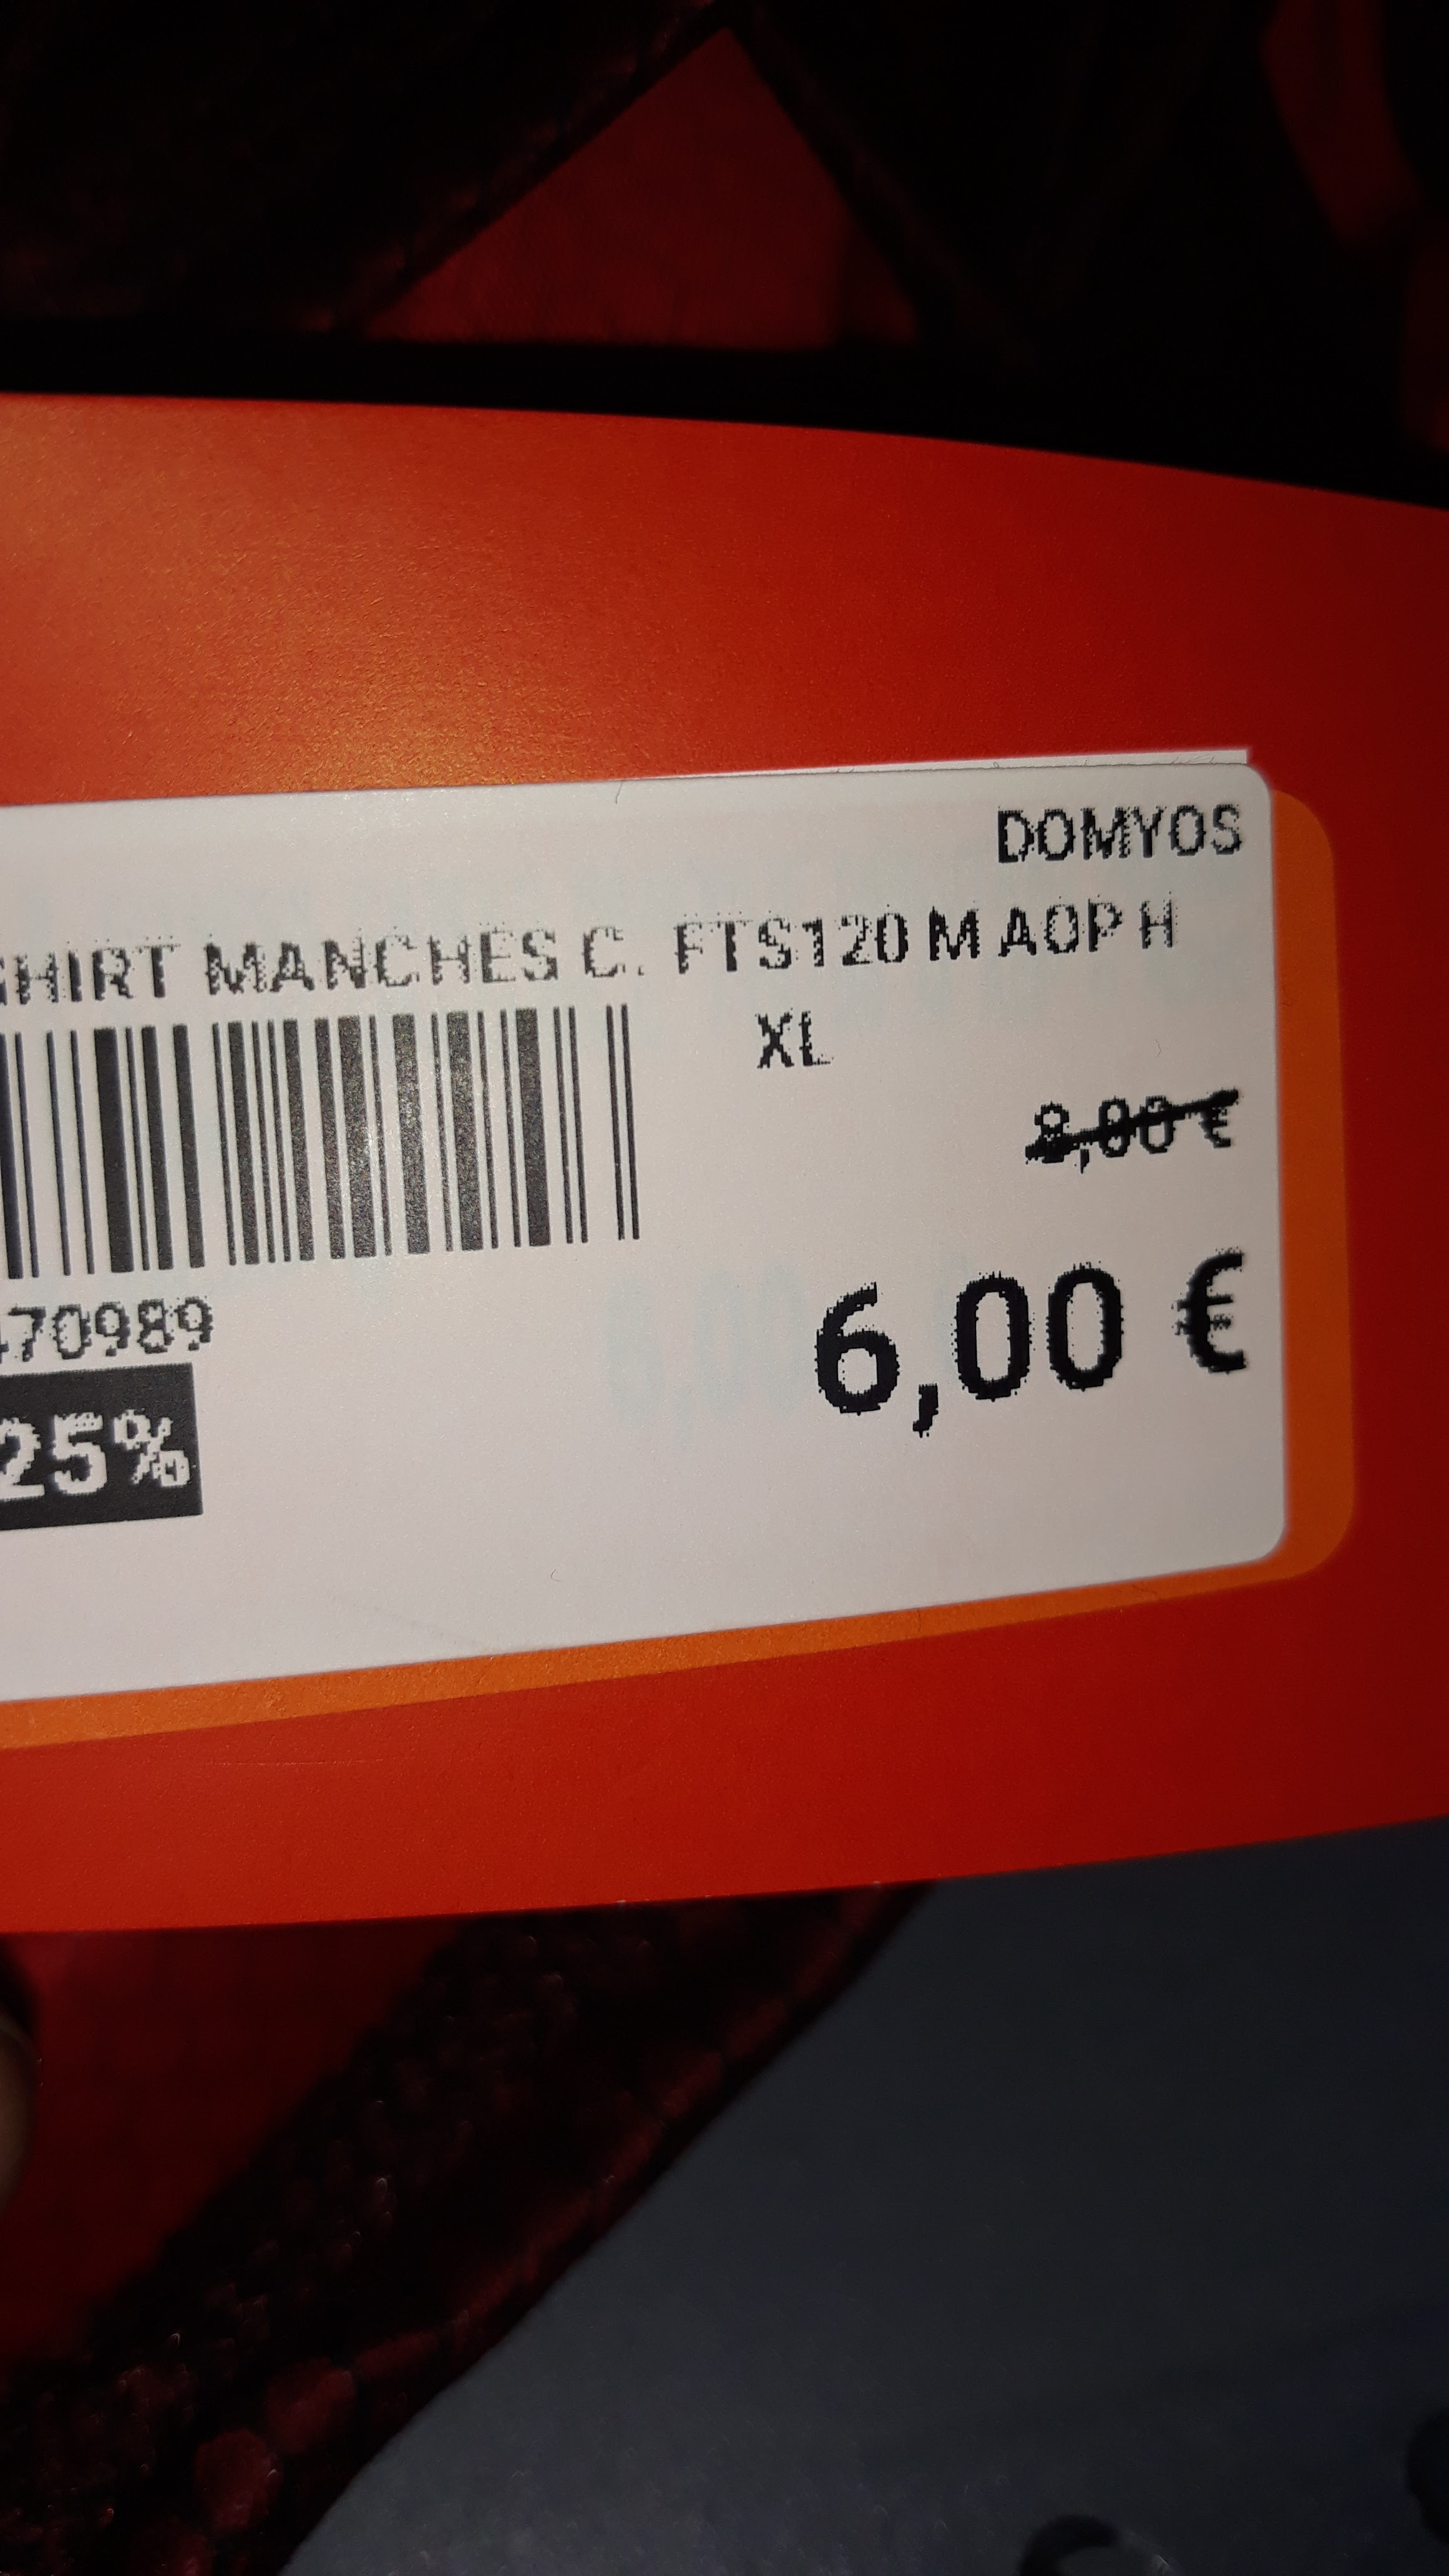 DOMYOS
SHIRT MANCHES C. FTS120 M AOP H
XL
8,00 €
470989
6,00 €
25%